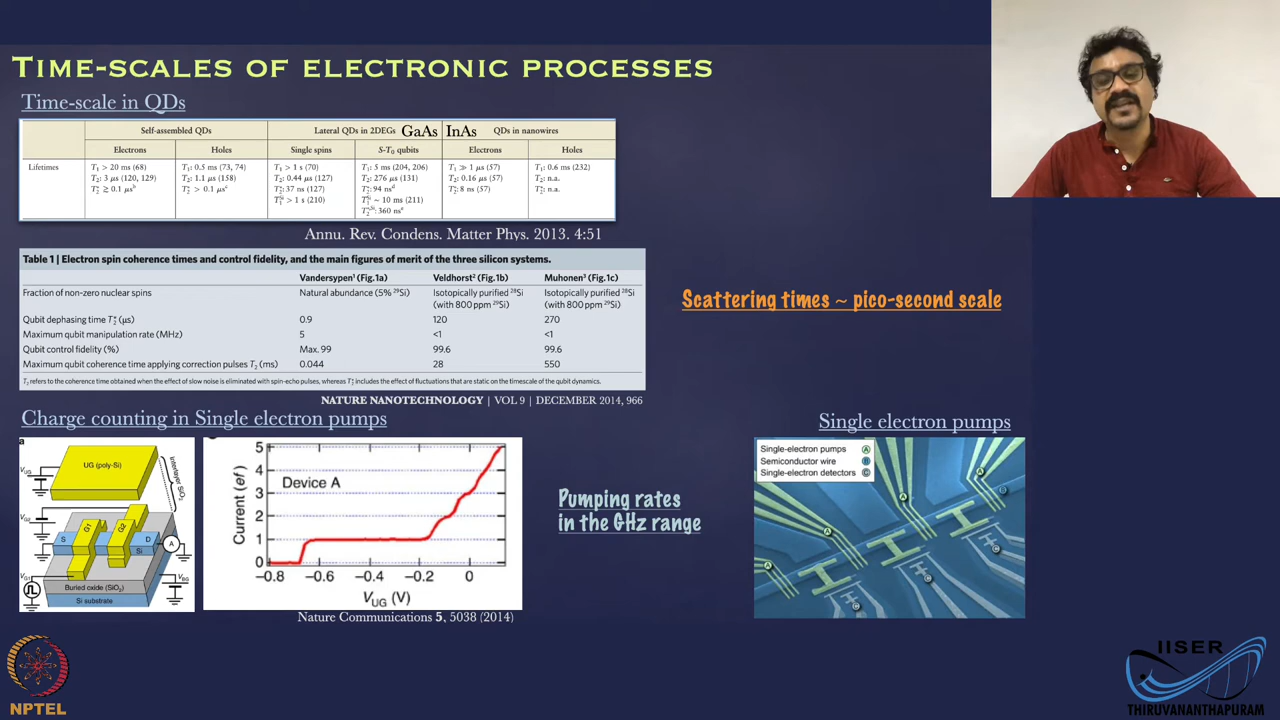 TIME-SCALES OF ELECTRONIC PROCESSES
Time-scale in QDs
Self-assembled QDs Lateral QDs in 2DEGs GaAs InAs QDs in nanowires
Electrons Holes Single spins S-T₀ qubits Electrons Holes
Lifetimes T₁ > 20 ms (68) T₁: 0.5 ms (73, 74) T₁ > 1 s (70) T₁: 5 ms (204, 206) T₁ ≫ 1 μs (57) T₁: 0.6 ms (232)
T₂: 3 μs (120, 129) T₂: 1.1 μs (158) T₂: 0.44 μs (127) T₂: 276 μs (131) T₂: 0.16 μs (57) T₂: n.a.
T₂* ≳ 0.1 μsᵇ T₂* > 0.1 μsᶜ T₂*: 37 ns (127) T₂*: 94 nsᵈ T₂*: 8 ns (57) T₂*: n.a.
T₁ˢⁱ > 1 s (210) T₁ˢⁱ ~ 10 ms (211)
T₂*ˢⁱ: 360 nsᵉ
Annu. Rev. Condens. Matter Phys. 2013. 4:51
Table 1 | Electron spin coherence times and control fidelity, and the main figures of merit of the three silicon systems.
Vandersypen¹ (Fig.1a) Veldhorst² (Fig.1b) Muhonen³ (Fig.1c)
Fraction of non-zero nuclear spins Natural abundance (5% ²⁹Si) Isotopically purified ²⁸Si Isotopically purified ²⁸Si
(with 800 ppm ²⁹Si) (with 800 ppm ²⁹Si)
Qubit dephasing time T₂* (μs) 0.9 120 270
Maximum qubit manipulation rate (MHz) 5 <1 <1
Qubit control fidelity (%) Max. 99 99.6 99.6
Maximum qubit coherence time applying correction pulses T₂ (ms) 0.044 28 550
T₂ refers to the coherence time obtained when the effect of slow noise is eliminated with spin-echo pulses, whereas T₂* includes the effect of fluctuations that are static on the timescale of the qubit dynamics.
NATURE NANOTECHNOLOGY | VOL 9 | DECEMBER 2014, 966
Scattering times ~ pico-second scale
Charge counting in Single electron pumps
a
UG (poly-Si)
Interlayer SiO₂
V_UG
V_G2
G1
G2
S
D
Si
A
V_G1
V_BG
Buried oxide (SiO₂)
Si substrate
Current (ef)
5
4
3
2
1
0
Device A
−0.8 −0.6 −0.4 −0.2 0
V_UG (V)
Nature Communications 5, 5038 (2014)
Pumping rates
in the GHz range
Single electron pumps
Single-electron pumps A
Semiconductor wire B
Single-electron detectors C
A
A
A
A
B
C
C
C
NPTEL
IISER
THIRUVANANTHAPURAM